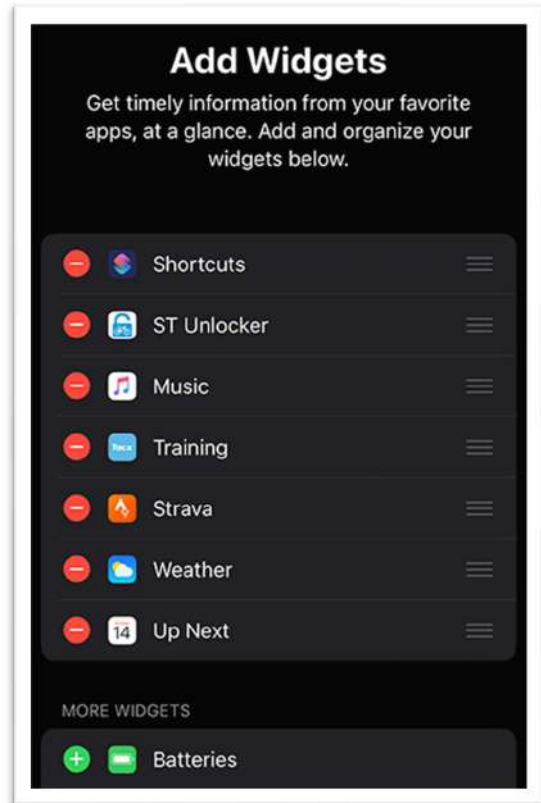 Add Widgets
Get timely information from your favorite
apps, at a glance. Add and organize your
widgets below.
Shortcuts
ST Unlocker
Music
Tacx Training
Strava
Weather
14 Up Next
MORE WIDGETS
Batteries